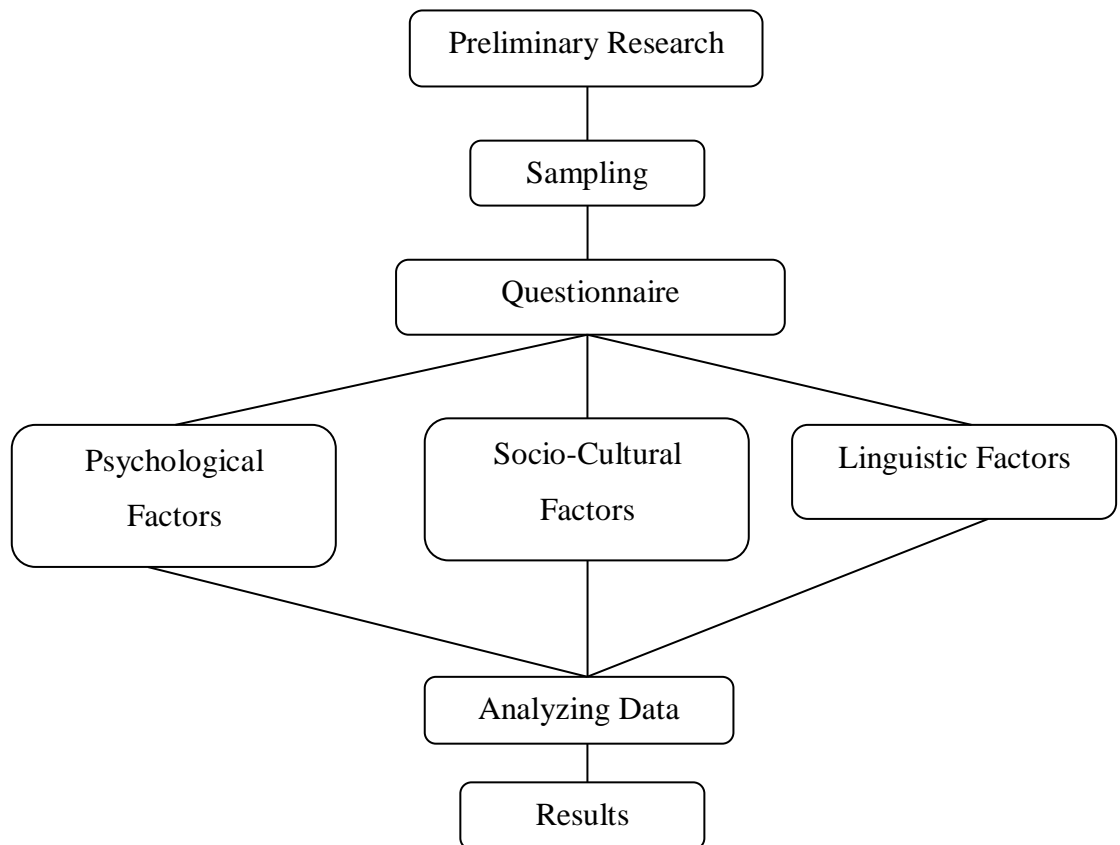 Preliminary Research
Sampling
Questionnaire
Psychological
Factors
Socio-Cultural
Factors
Linguistic Factors
Analyzing Data
Results